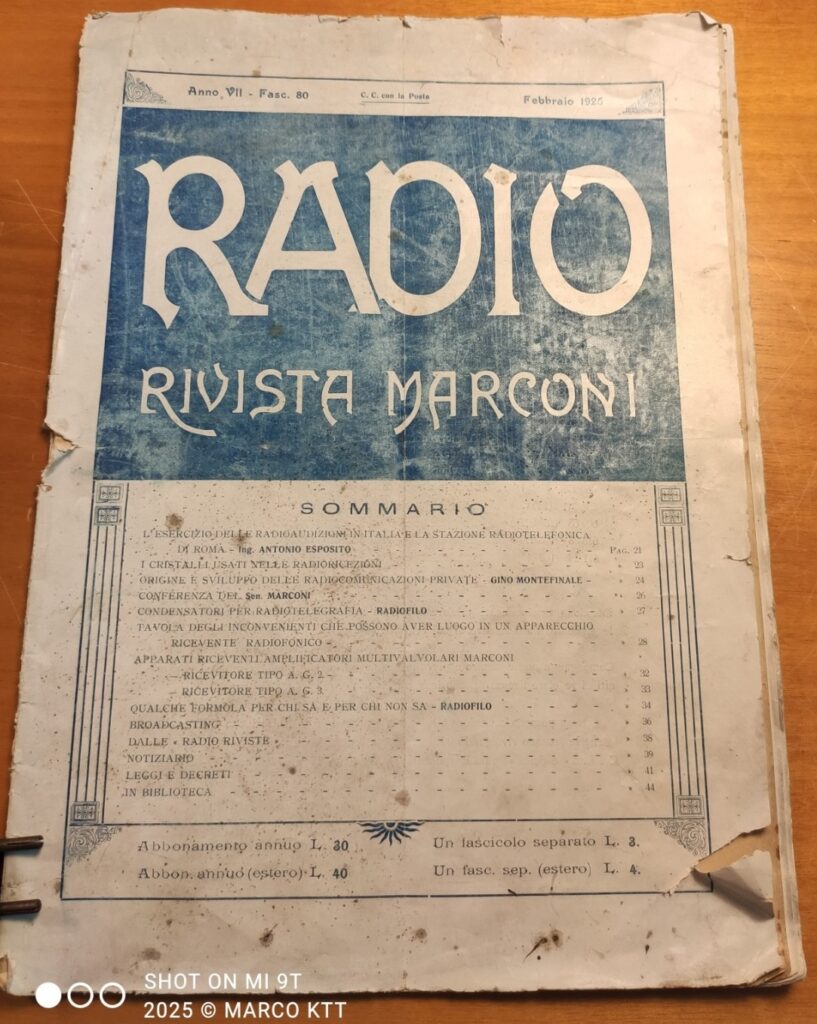 Anno VII - Fasc. 80
C. C. con la Posta
Febbraio 1925
RADIO
RIVISTA MARCONI
SOMMARIO
L'ESERCIZIO DELLE RADIOAUDIZIONI IN ITALIA E LA STAZIONE RADIOTELEFONICA
DI ROMA - Ing. ANTONIO ESPOSITO - PAG. 21
I CRISTALLI USATI NELLE RADIORICEZIONI » 23
ORIGINE E SVILUPPO DELLE RADIOCOMUNICAZIONI PRIVATE - GINO MONTEFINALE - » 24
CONFERENZA DEL Sen. MARCONI » 26
CONDENSATORI PER RADIOTELEGRAFIA - RADIOFILO - » 27
TAVOLA DEGLI INCONVENIENTI CHE POSSONO AVER LUOGO IN UN APPARECCHIO
RICEVENTE RADIOFONICO - » 28
APPARATI RICEVENTI AMPLIFICATORI MULTIVALVOLARI MARCONI
— RICEVITORE TIPO A. G. 2. - » 32
— RICEVITORE TIPO A. G. 3. » 33
QUALCHE FORMOLA PER CHI SA E PER CHI NON SA - RADIOFILO » 34
BROADCASTING - » 36
DALLE « RADIO RIVISTE » » 38
NOTIZIARIO » 39
LEGGI E DECRETI » 41
IN BIBLIOTECA » 44
Abbonamento annuo L. 30
Un fascicolo separato L. 3.
Abbon. annuo (estero) L. 40
Un fasc. sep. (estero) L. 4.
SHOT ON MI 9T
2025 © MARCO KTT